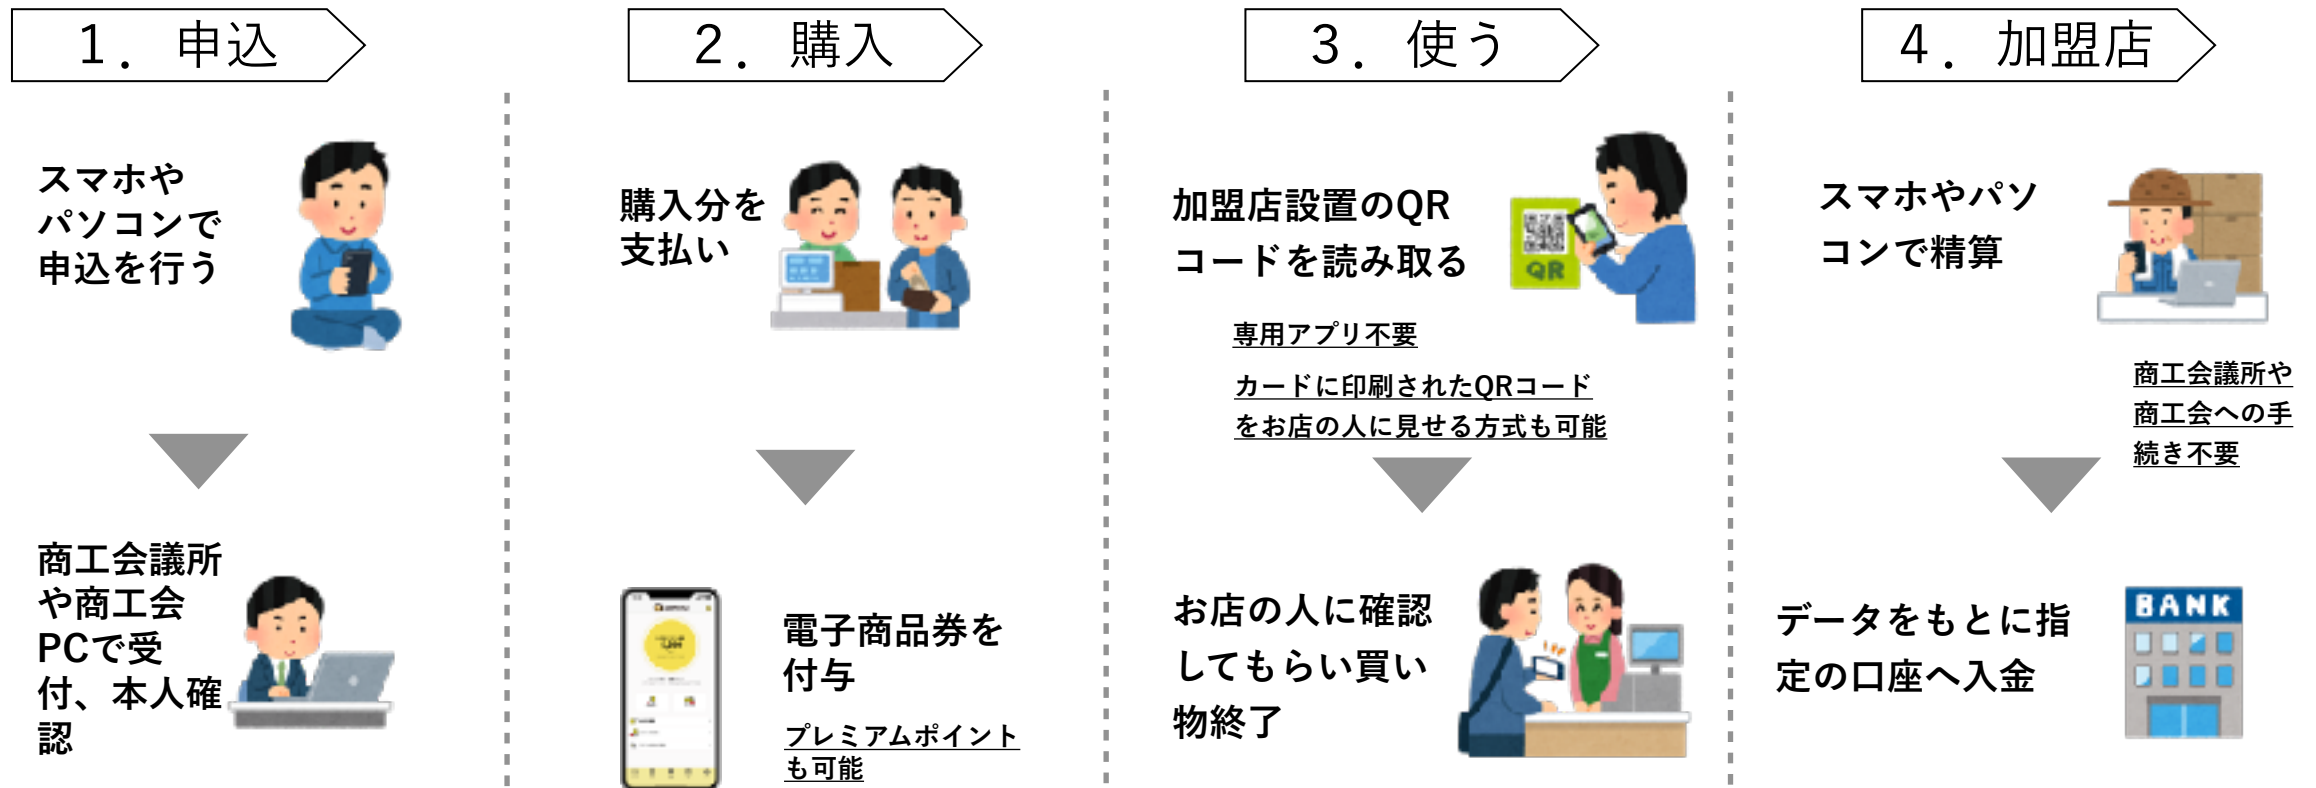 １．申込
スマホや
パソコンで
申込を行う
商工会議所
や商工会
PCで受
付、本人確
認
２．購入
購入分を
支払い
電子商品券を
付与
プレミアムポイント
も可能
３．使う
加盟店設置のQR
コードを読み取る
QR
専用アプリ不要
カードに印刷されたQRコード
をお店の人に見せる方式も可能
お店の人に確認
してもらい買い
物終了
４．加盟店
スマホやパソ
コンで精算
商工会議所や
商工会への手
続き不要
データをもとに指
定の口座へ入金
BANK